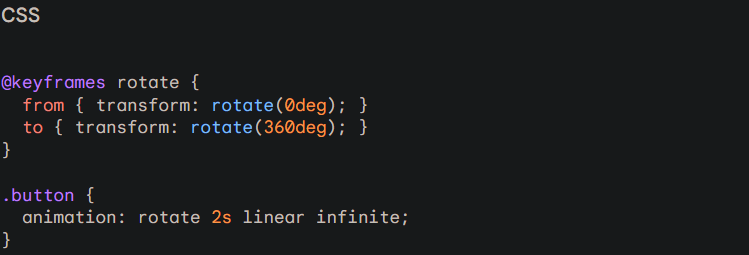 CSS
@keyframes rotate {
  from { transform: rotate(0deg); }
  to { transform: rotate(360deg); }
}
.button {
  animation: rotate 2s linear infinite;
}